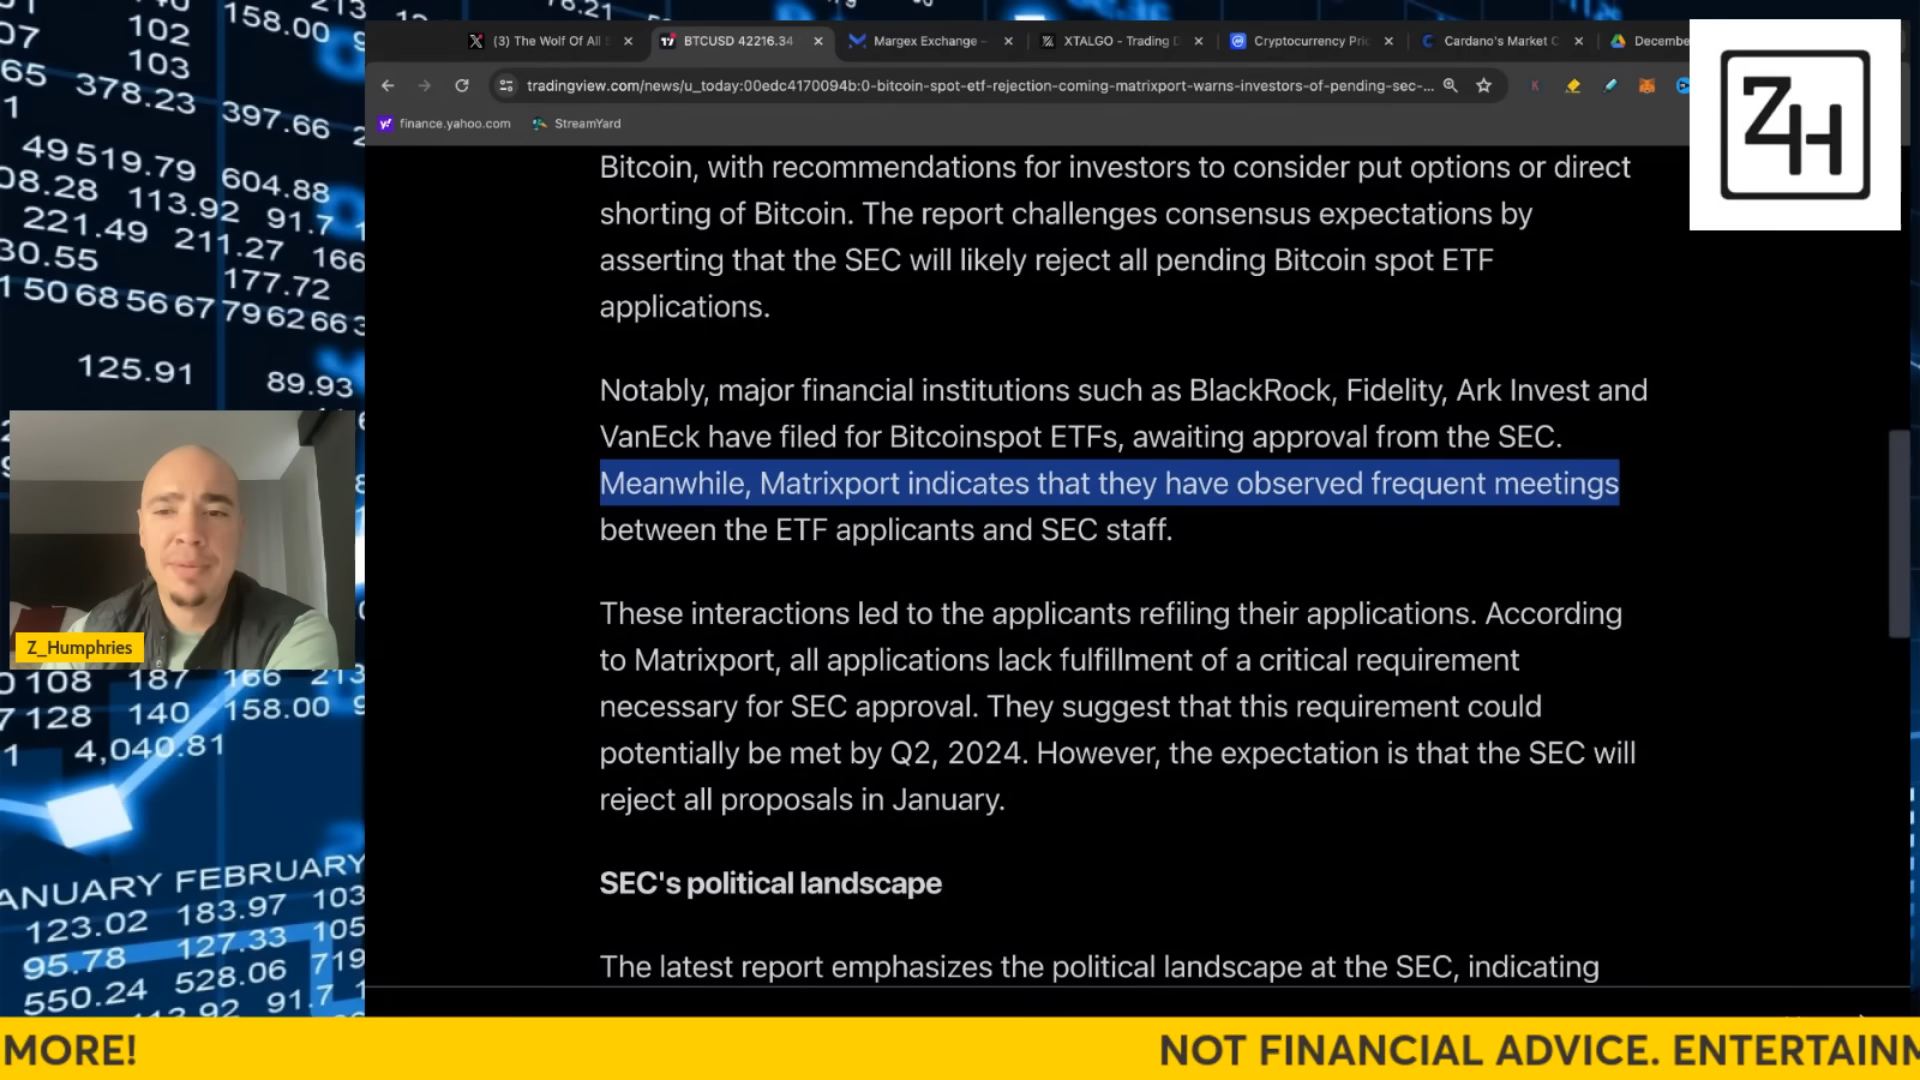 (3) The Wolf Of All
BTCUSD 42216.34
Margex Exchange -
XTALGO - Trading
Cryptocurrency Pri
Cardano's Market C
Decembe
tradingview.com/news/u_today:00edc4170094b:0-bitcoin-spot-etf-rejection-coming-matrixport-warns-investors-of-pending-sec-...
finance.yahoo.com
StreamYard
ZH
Bitcoin, with recommendations for investors to consider put options or direct
shorting of Bitcoin. The report challenges consensus expectations by
asserting that the SEC will likely reject all pending Bitcoin spot ETF
applications.
Notably, major financial institutions such as BlackRock, Fidelity, Ark Invest and
VanEck have filed for Bitcoinspot ETFs, awaiting approval from the SEC.
Meanwhile, Matrixport indicates that they have observed frequent meetings
between the ETF applicants and SEC staff.
These interactions led to the applicants refiling their applications. According
to Matrixport, all applications lack fulfillment of a critical requirement
necessary for SEC approval. They suggest that this requirement could
potentially be met by Q2, 2024. However, the expectation is that the SEC will
reject all proposals in January.
SEC's political landscape
The latest report emphasizes the political landscape at the SEC, indicating
102 158.00
103
65 378.23 397.66
49519.79 604.88
08.28 113.92 91.7
221.49 211.27 166
30.55 177.72
150 68 56 67 79 62 66
125.91 89.93
Z_Humphries
108 187 166 213
128 140 158.00
4,040.81
ANUARY FEBRUARY
123.02 183.97 103
95.78 127.33 105
550.24 528.06 719
91.7
MORE!
NOT FINANCIAL ADVICE. ENTERTAINM